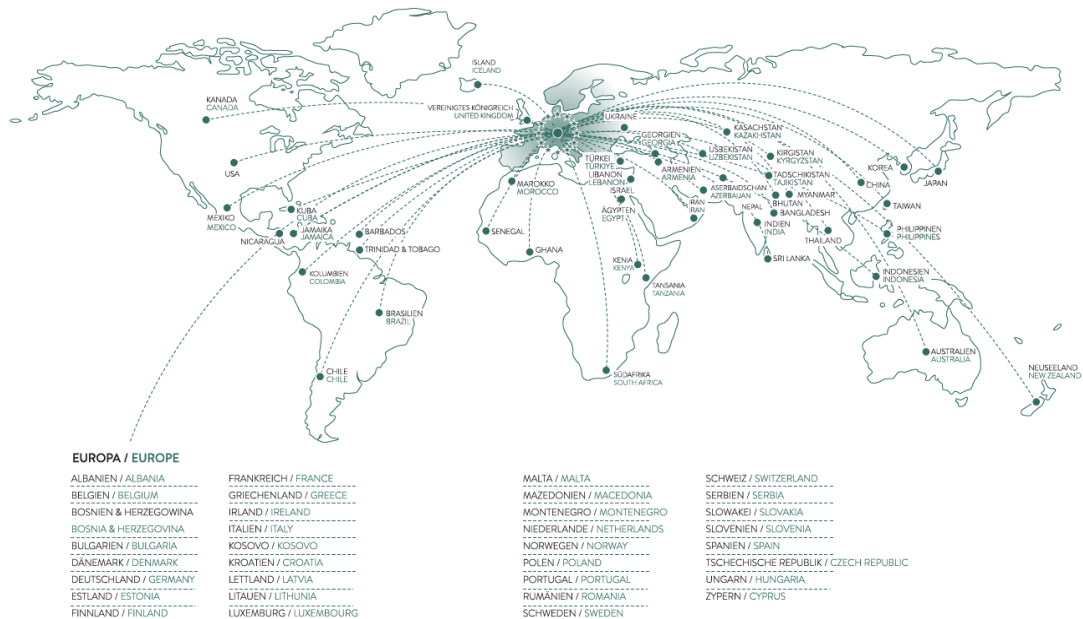 ISLAND
ICELAND
KANADA
CANADA
VEREINIGTES KÖNIGREICH
UNITED KINGDOM
UKRAINE
KASACHSTAN
KAZAKHSTAN
GEORGIEN
GEORGIA
USBEKISTAN
UZBEKISTAN
KIRGISTAN
KYRGYZSTAN
TÜRKEI
TÜRKIYE
ARMENIEN
ARMENIA
KOREA
USA
LIBANON
LEBANON
TADSCHIKISTAN
TAJIKISTAN
CHINA
JAPAN
MAROKKO
MOROCCO
ISRAEL
ASERBAIDSCHAN
AZERBAIJAN
MYANMAR
IRAN
IRAN
NEPAL
BHUTAN
TAIWAN
MEXIKO
MEXICO
KUBA
CUBA
ÄGYPTEN
EGYPT
BANGLADESH
JAMAIKA
JAMAICA
BARBADOS
SENEGAL
INDIEN
INDIA
PHILIPPINEN
PHILIPPINES
NICARAGUA
THAILAND
TRINIDAD & TOBAGO
GHANA
KENIA
KENYA
SRI LANKA
KOLUMBIEN
COLOMBIA
INDONESIEN
INDONESIA
TANSANIA
TANZANIA
BRASILIEN
BRAZIL
AUSTRALIEN
AUSTRALIA
CHILE
CHILE
SÜDAFRIKA
SOUTH AFRICA
NEUSEELAND
NEW ZEALAND
EUROPA / EUROPE
ALBANIEN / ALBANIA
BELGIEN / BELGIUM
BOSNIEN & HERZEGOWINA
BOSNIA & HERZEGOVINA
BULGARIEN / BULGARIA
DÄNEMARK / DENMARK
DEUTSCHLAND / GERMANY
ESTLAND / ESTONIA
FINNLAND / FINLAND
FRANKREICH / FRANCE
GRIECHENLAND / GREECE
IRLAND / IRELAND
ITALIEN / ITALY
KOSOVO / KOSOVO
KROATIEN / CROATIA
LETTLAND / LATVIA
LITAUEN / LITHUNIA
LUXEMBURG / LUXEMBOURG
MALTA / MALTA
MAZEDONIEN / MACEDONIA
MONTENEGRO / MONTENEGRO
NIEDERLANDE / NETHERLANDS
NORWEGEN / NORWAY
POLEN / POLAND
PORTUGAL / PORTUGAL
RUMÄNIEN / ROMANIA
SCHWEDEN / SWEDEN
SCHWEIZ / SWITZERLAND
SERBIEN / SERBIA
SLOWAKEI / SLOVAKIA
SLOVENIEN / SLOVENIA
SPANIEN / SPAIN
TSCHECHISCHE REPUBLIK / CZECH REPUBLIC
UNGARN / HUNGARIA
ZYPERN / CYPRUS